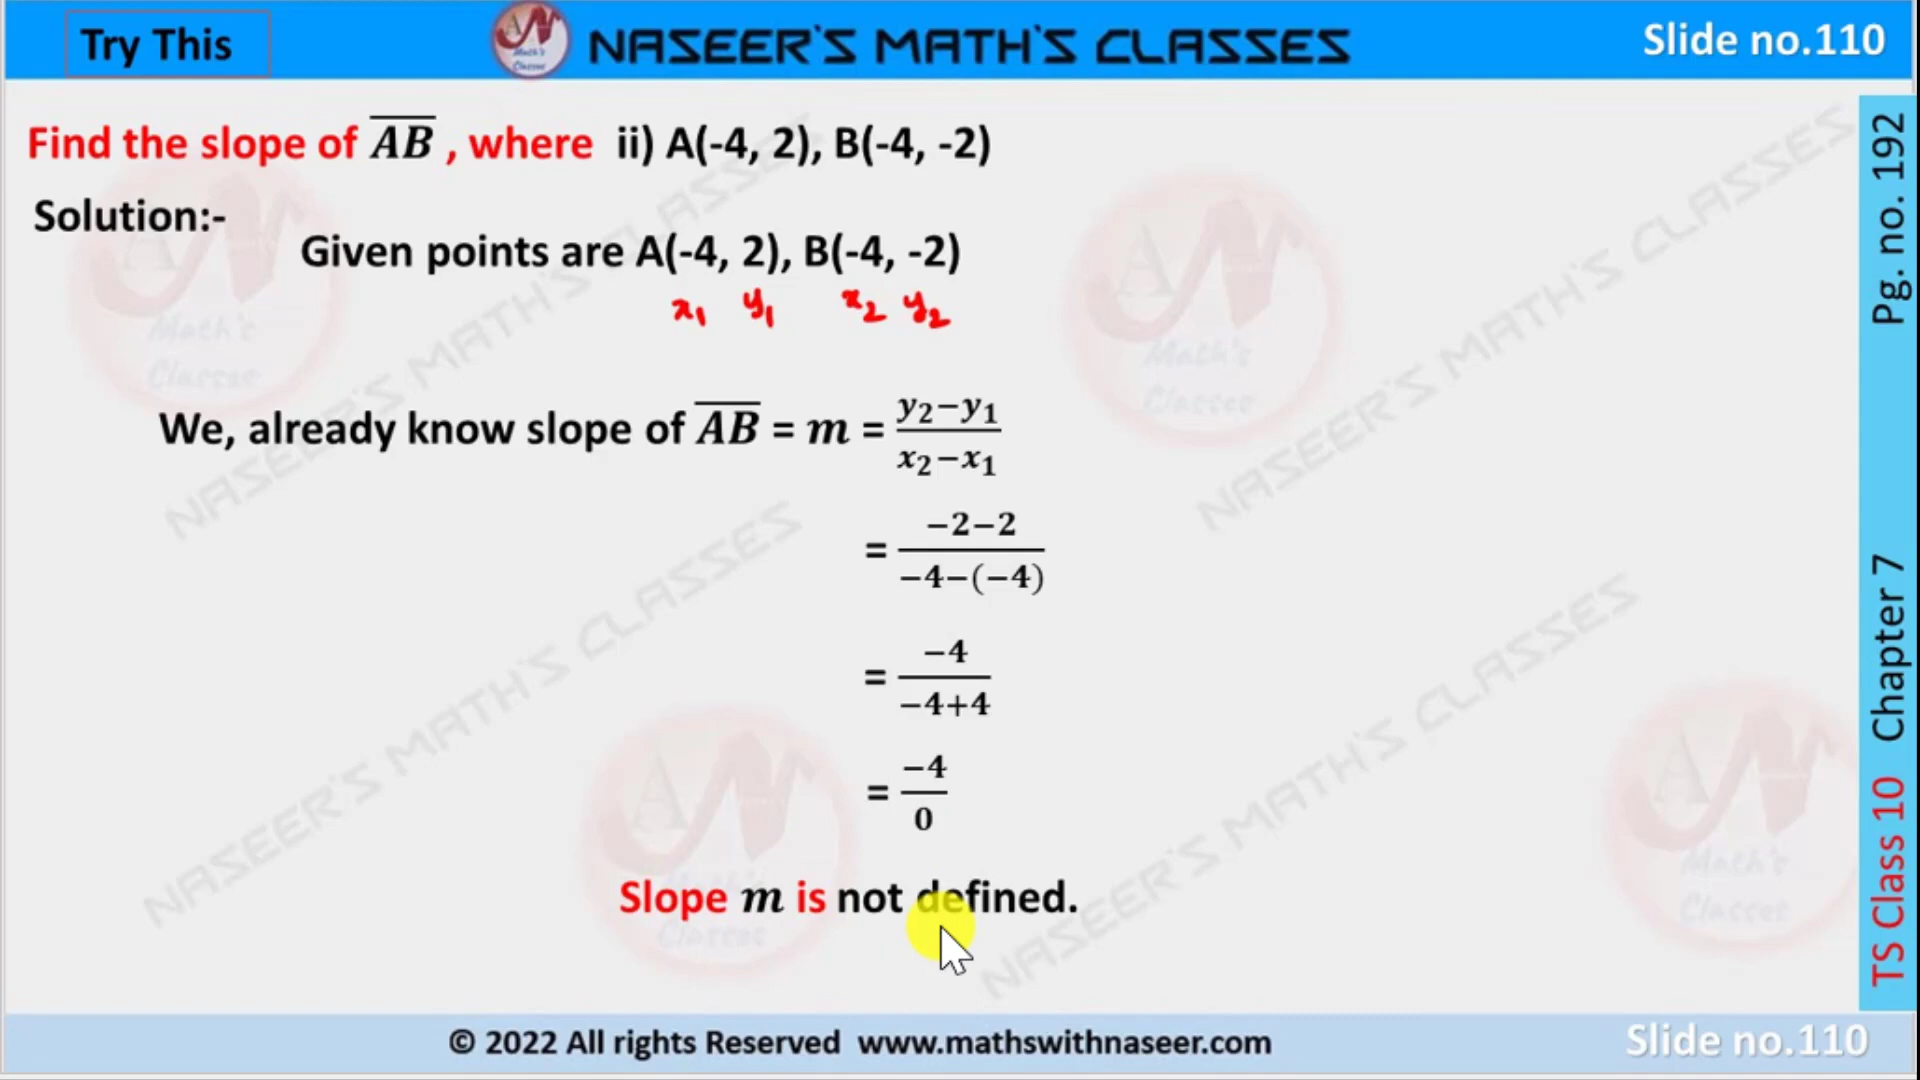 Try This
NASEER'S MATH'S CLASSES
Slide no.110
Find the slope of AB, where ii) A(-4, 2), B(-4, -2)
Solution:-
Given points are A(-4, 2), B(-4, -2)
x₁ y₁ x₂ y₂
We, already know slope of AB = m = y₂−y₁
x₂−x₁
= −2−2
−4−(−4)
= −4
−4+4
= −4
0
Slope m is not defined.
Pg. no. 192
Chapter 7
TS Class 10
© 2022 All rights Reserved www.mathswithnaseer.com
Slide no.110